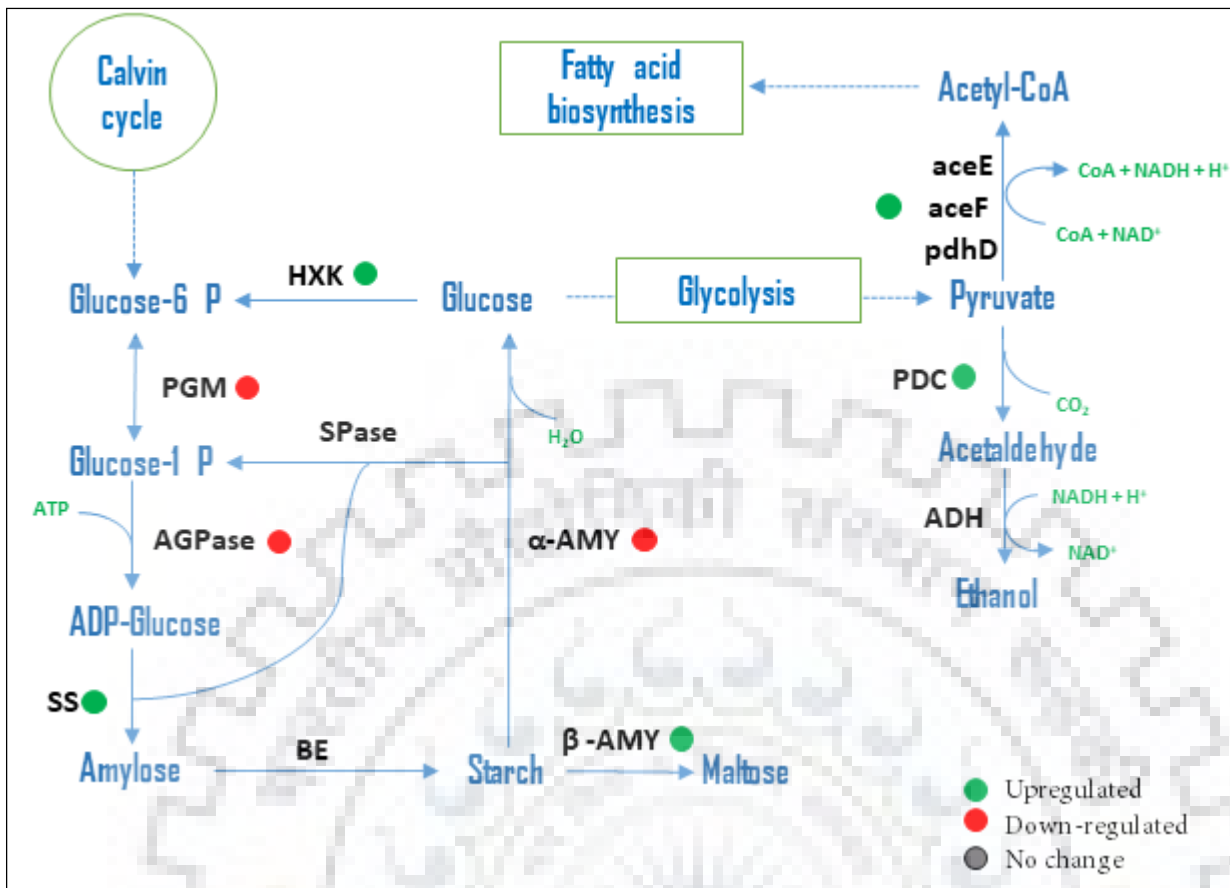 Calvin
cycle
Fatty acid
biosynthesis
Acetyl-CoA
aceE
aceF
pdhD
CoA + NADH + H⁺
CoA + NAD⁺
HXK
Glucose-6 P
Glucose
Glycolysis
Pyruvate
PGM
PDC
CO₂
SPase
H₂O
Glucose-1 P
Acetaldehyde
ATP
AGPase
α-AMY
ADH
NADH + H⁺
NAD⁺
ADP-Glucose
Ethanol
SS
BE
β -AMY
Amylose
Starch
Maltose
Upregulated
Down-regulated
No change